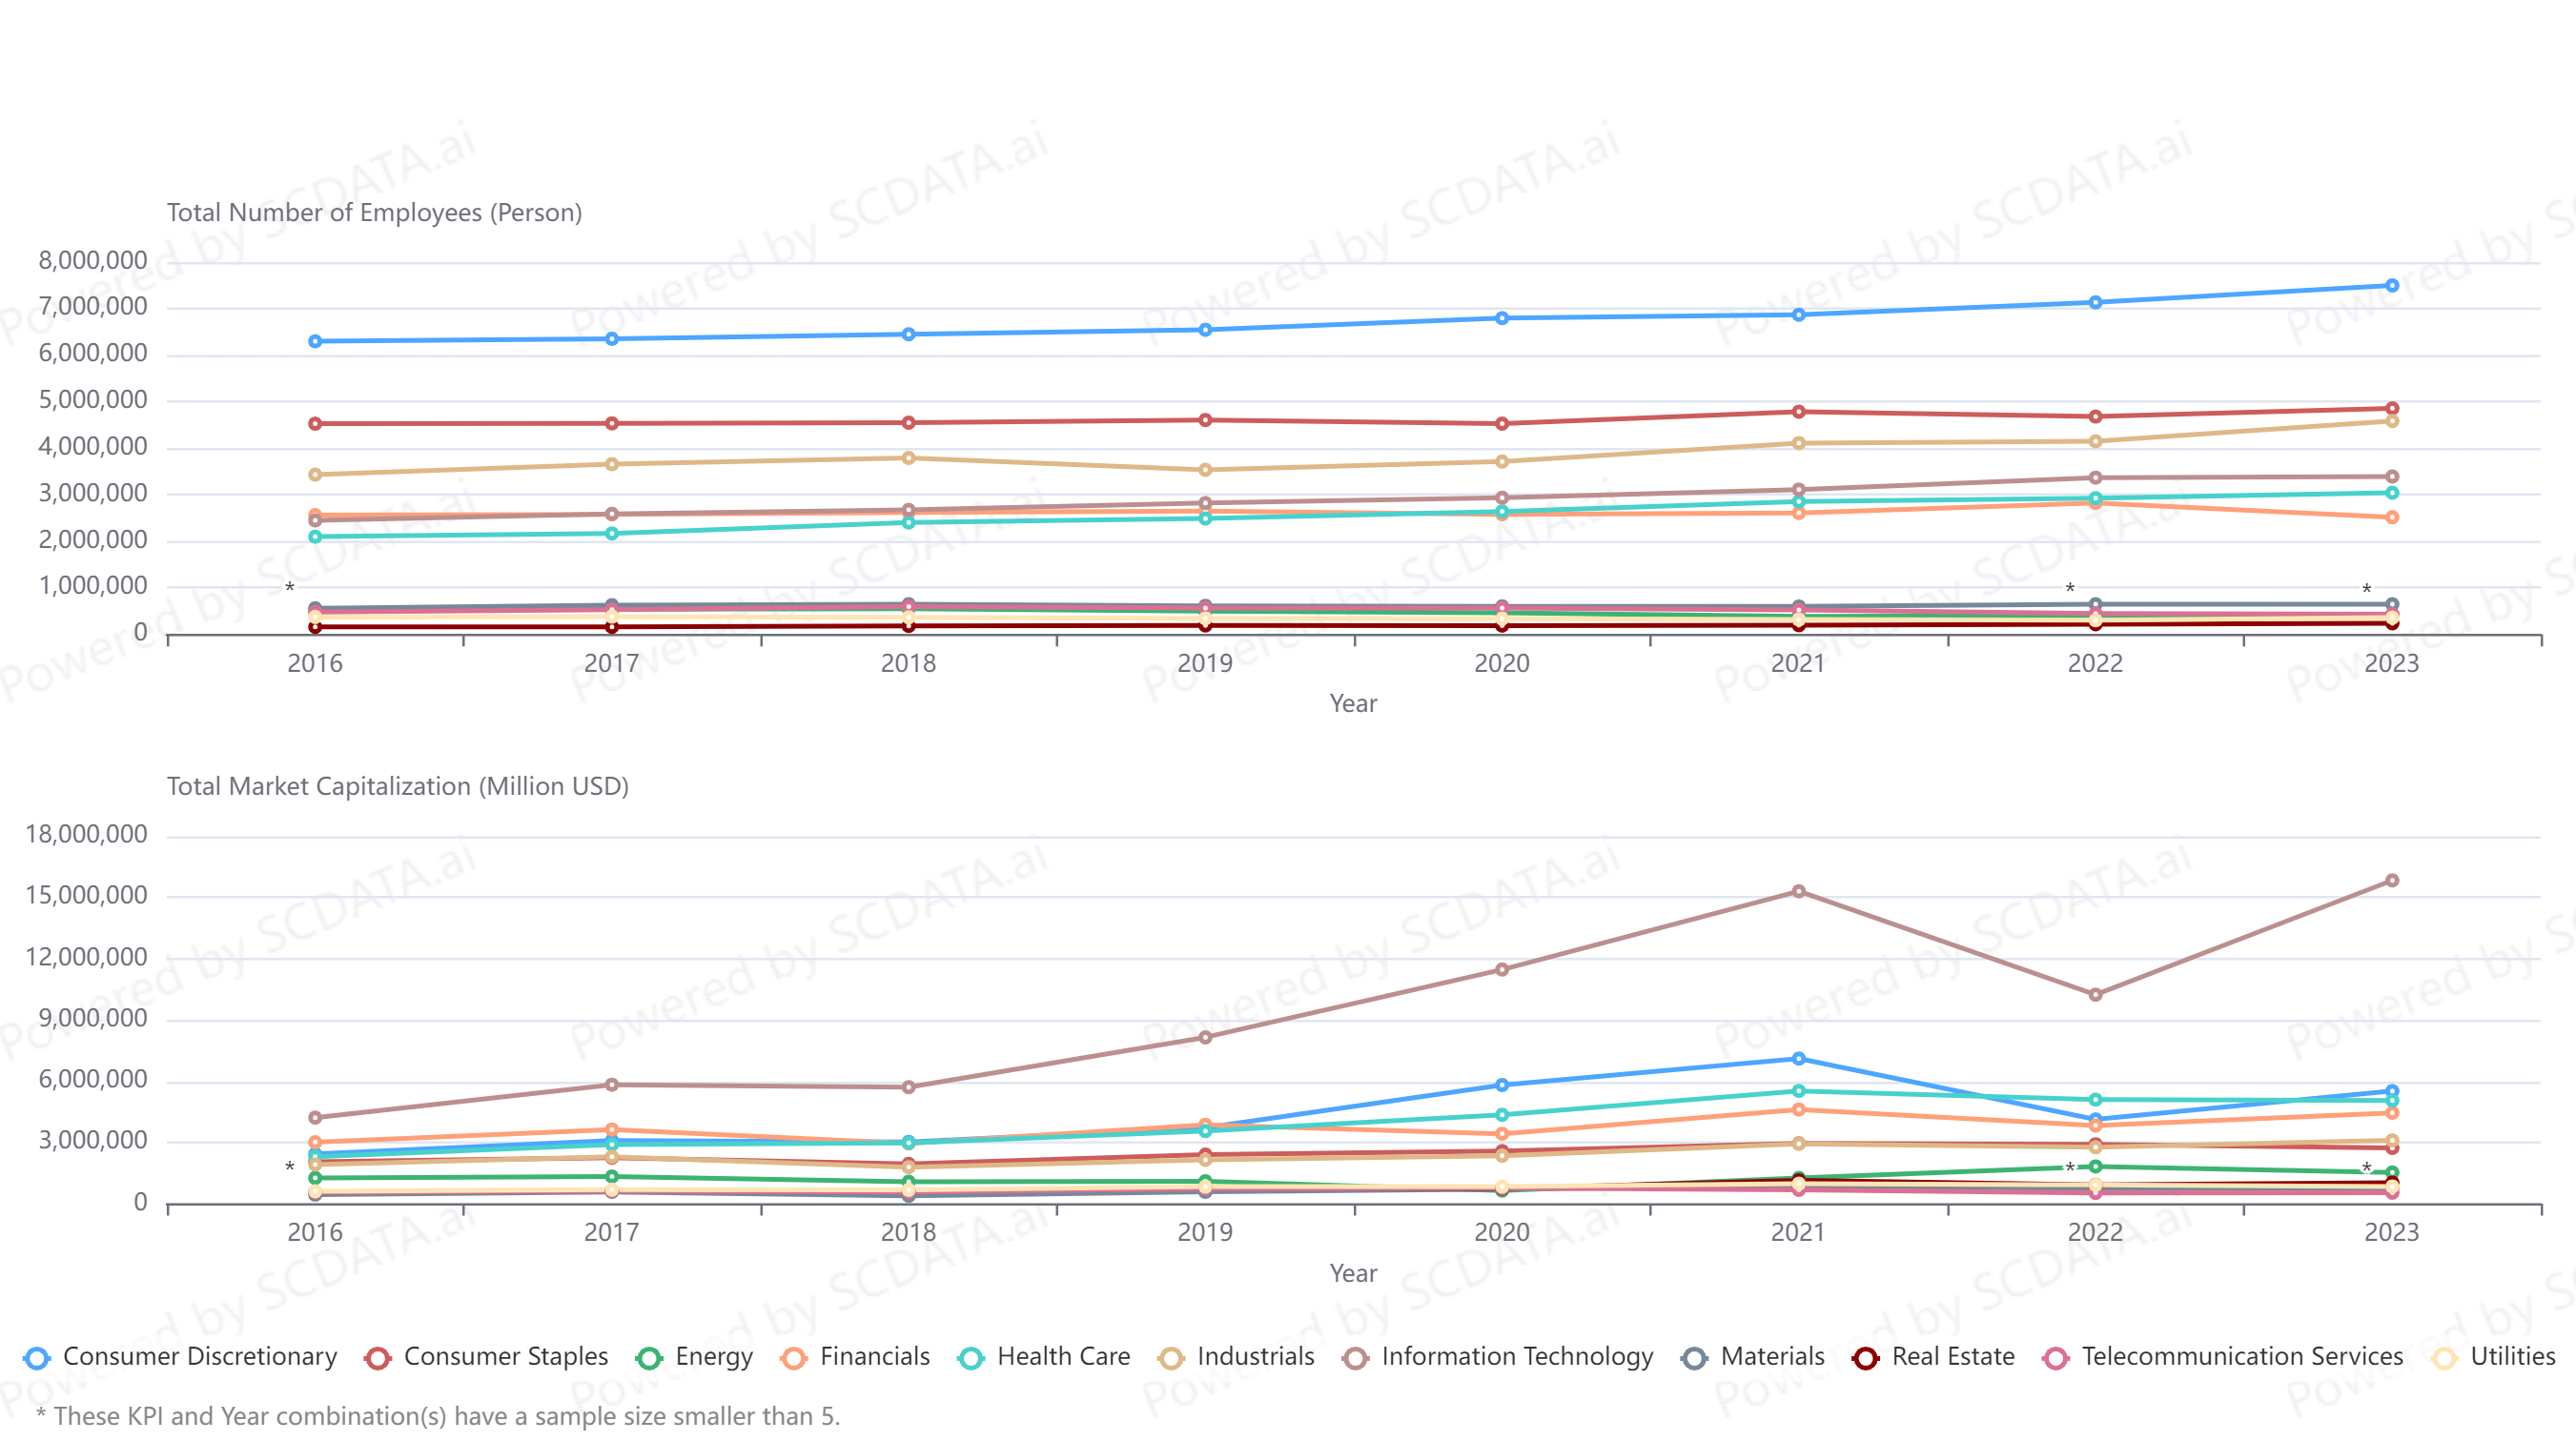 Total Number of Employees (Person)
8,000,000
7,000,000
6,000,000
5,000,000
4,000,000
3,000,000
2,000,000
1,000,000
0
* * *
2016 2017 2018 2019 2020 2021 2022 2023
Year
Total Market Capitalization (Million USD)
18,000,000
15,000,000
12,000,000
9,000,000
6,000,000
3,000,000
0
* * *
2016 2017 2018 2019 2020 2021 2022 2023
Year
Consumer Discretionary Consumer Staples Energy Financials Health Care Industrials Information Technology Materials Real Estate Telecommunication Services Utilities
* These KPI and Year combination(s) have a sample size smaller than 5.
Powered by SCDATA.ai